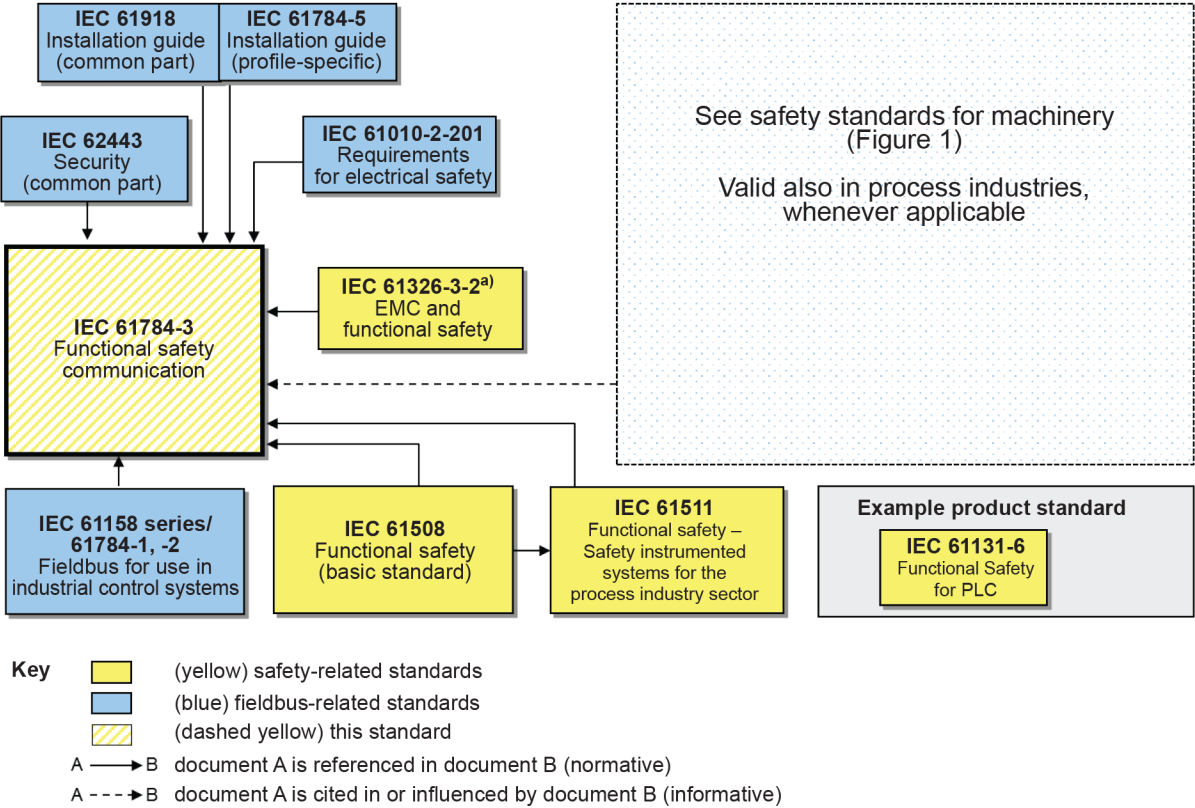 IEC 61918
Installation guide
(common part)
IEC 61784-5
Installation guide
(profile-specific)
See safety standards for machinery
(Figure 1)
Valid also in process industries,
whenever applicable
IEC 62443
Security
(common part)
IEC 61010-2-201
Requirements
for electrical safety
IEC 61784-3
Functional safety
communication
IEC 61326-3-2a)
EMC and
functional safety
IEC 61158 series/
61784-1, -2
Fieldbus for use in
industrial control systems
IEC 61508
Functional safety
(basic standard)
IEC 61511
Functional safety –
Safety instrumented
systems for the
process industry sector
Example product standard
IEC 61131-6
Functional Safety
for PLC
Key
(yellow) safety-related standards
(blue) fieldbus-related standards
(dashed yellow) this standard
A B document A is referenced in document B (normative)
A B document A is cited in or influenced by document B (informative)